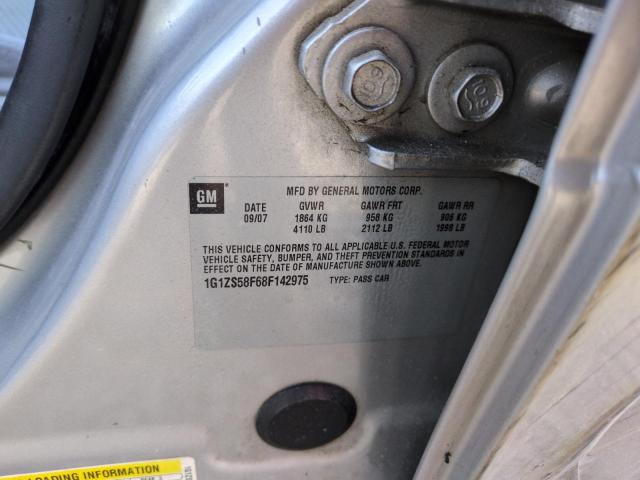 GM
MFD BY GENERAL MOTORS CORP.
DATE GVWR GAWR FRT GAWR RR
09/07 1864 KG 958 KG 906 KG
4110 LB 2112 LB 1998 LB
THIS VEHICLE CONFORMS TO ALL APPLICABLE U.S. FEDERAL MOTOR
VEHICLE SAFETY, BUMPER, AND THEFT PREVENTION STANDARDS IN
EFFECT ON THE DATE OF MANUFACTURE SHOWN ABOVE.
1G1ZS58F68F142975 TYPE: PASS CAR
LOADING INFORMATION